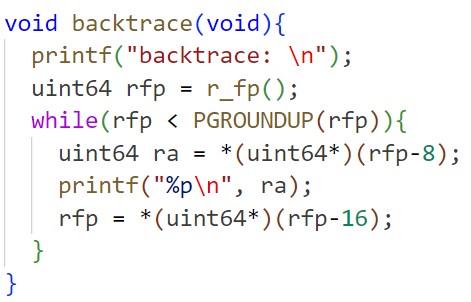 void backtrace(void){
  printf("backtrace: \n");
  uint64 rfp = r_fp();
  while(rfp < PGROUNDUP(rfp)){
    uint64 ra = *(uint64*)(rfp-8);
    printf("%p\n", ra);
    rfp = *(uint64*)(rfp-16);
  }
}